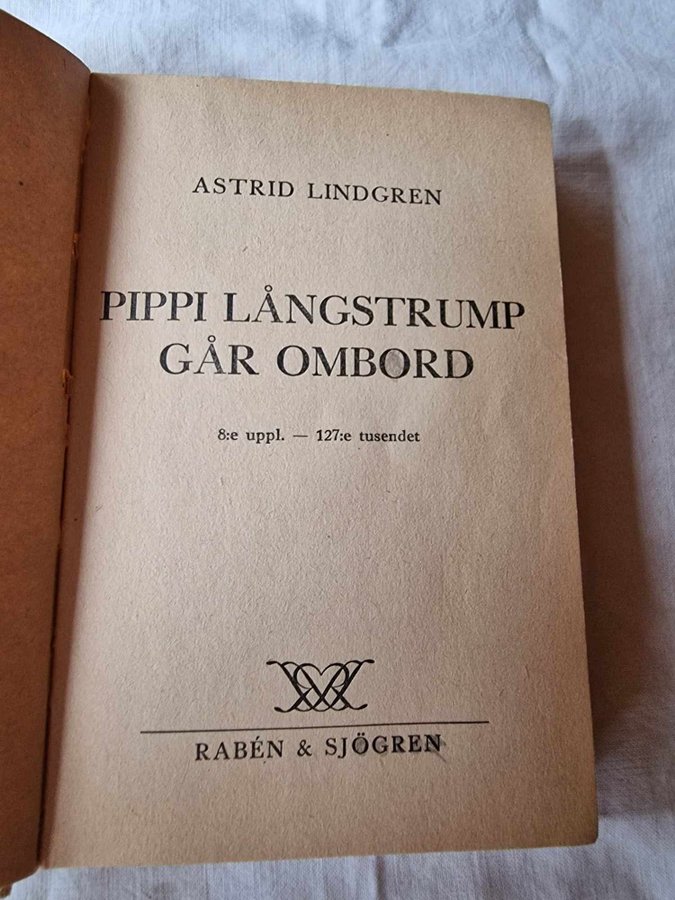 ASTRID LINDGREN
PIPPI LÅNGSTRUMP
GÅR OMBORD
8:e uppl. — 127:e tusendet
RABÉN & SJÖGREN